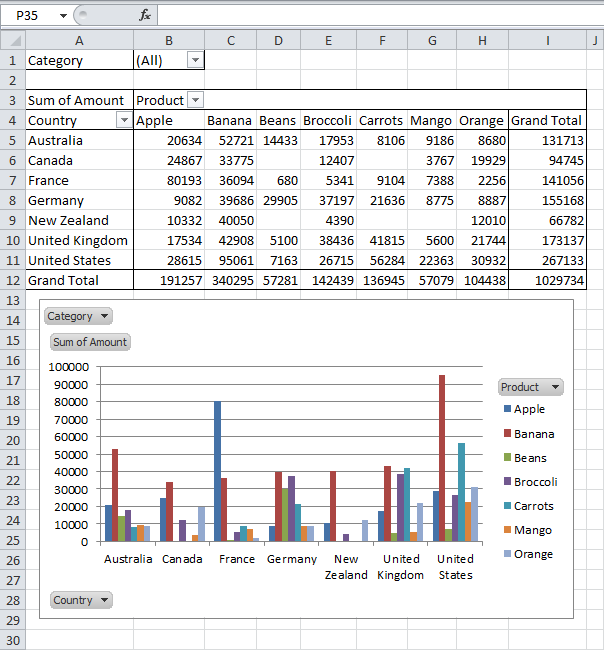 P35 fx
A B C D E F G H I J
1 Category (All)
2
3 Sum of Amount Product
4 Country Apple Banana Beans Broccoli Carrots Mango Orange Grand Total
5 Australia 20634 52721 14433 17953 8106 9186 8680 131713
6 Canada 24867 33775 12407 3767 19929 94745
7 France 80193 36094 680 5341 9104 7388 2256 141056
8 Germany 9082 39686 29905 37197 21636 8775 8887 155168
9 New Zealand 10332 40050 4390 12010 66782
10 United Kingdom 17534 42908 5100 38436 41815 5600 21744 173137
11 United States 28615 95061 7163 26715 56284 22363 30932 267133
12 Grand Total 191257 340295 57281 142439 136945 57079 104438 1029734
13
14 Category
15 Sum of Amount
16
17
18
19
20
21
22
23
24
25
26
27
28
29
30
100000
90000
80000
70000
60000
50000
40000
30000
20000
10000
0
Australia Canada France Germany New Zealand United Kingdom United States
Product
Apple
Banana
Beans
Broccoli
Carrots
Mango
Orange
Country